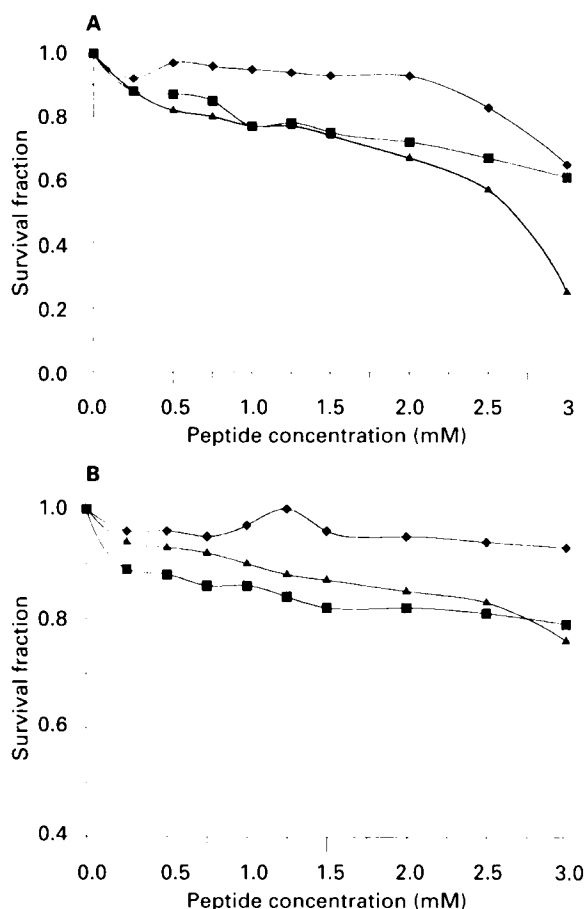 A
1.0
0.8
0.6
0.4
0.2
0.0
Survival fraction
0.0 0.5 1.0 1.5 2.0 2.5 3
Peptide concentration (mM)
B
1.0
0.8
0.6
0.4
Survival fraction
0.0 0.5 1.0 1.5 2.0 2.5 3.0
Peptide concentration (mM)